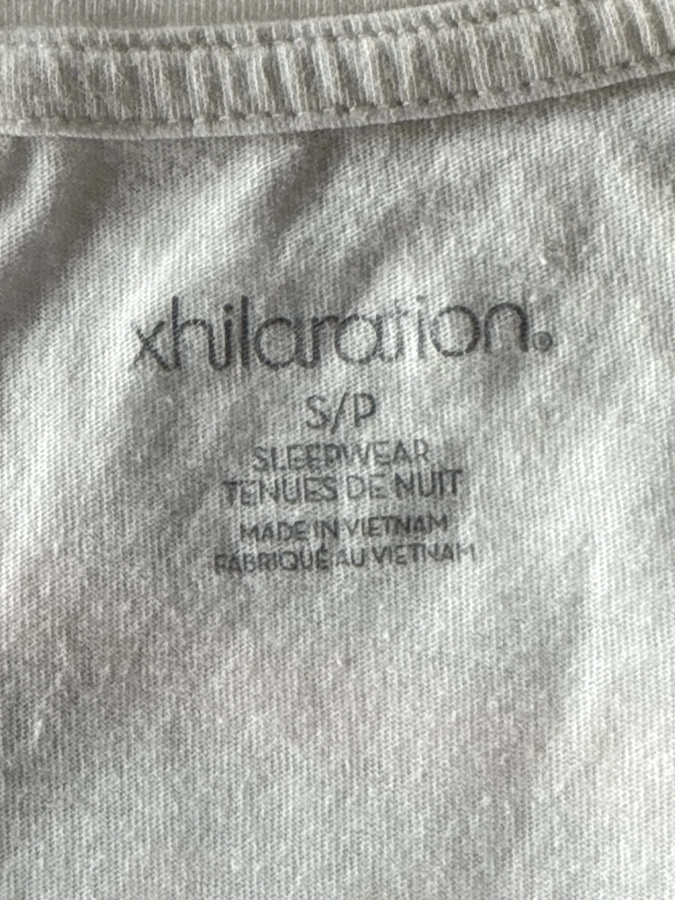 xhilaration®
S/P
SLEEPWEAR
TENUES DE NUIT
MADE IN VIETNAM
FABRIQUÉ AU VIETNAM